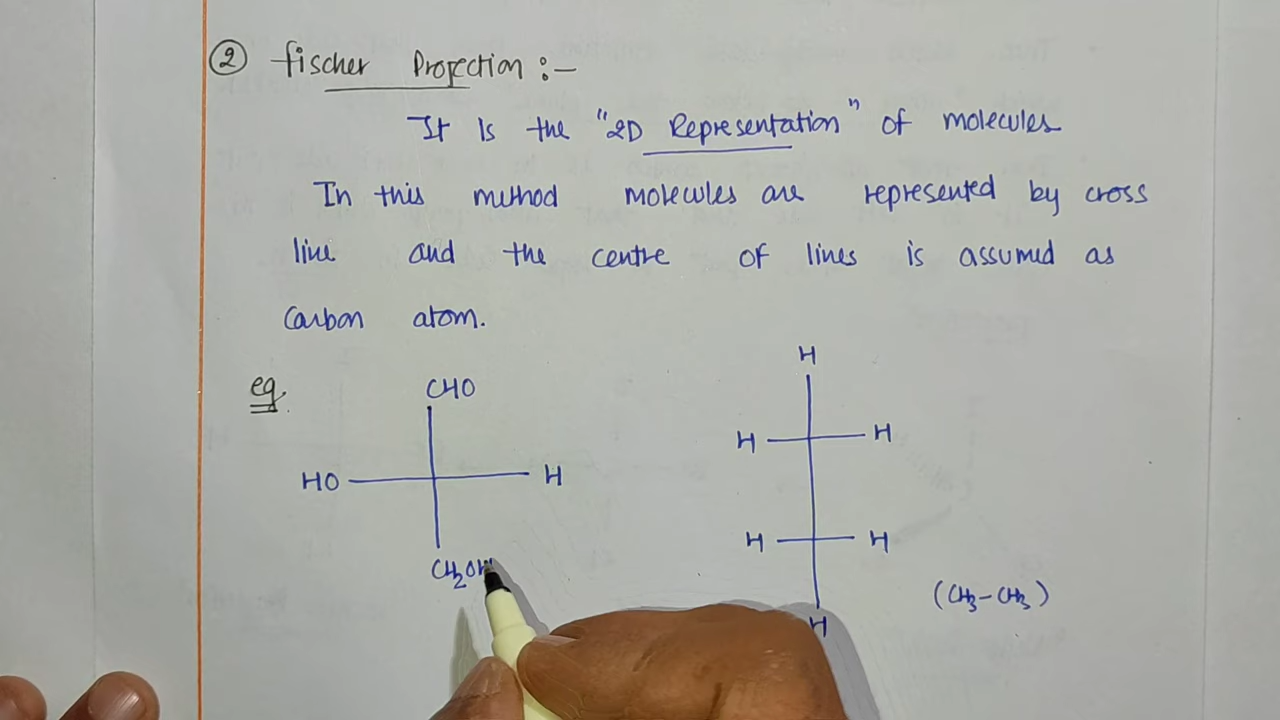 ② Fischer Projection :-
It Is the "2D Representation" of molecules
In this method molecules are represented by cross
line and the centre of lines is assumed as
Carbon atom.
eg.
CHO
HO H
CH₂OH
H
H H
H H
H
(CH₃-CH₃)